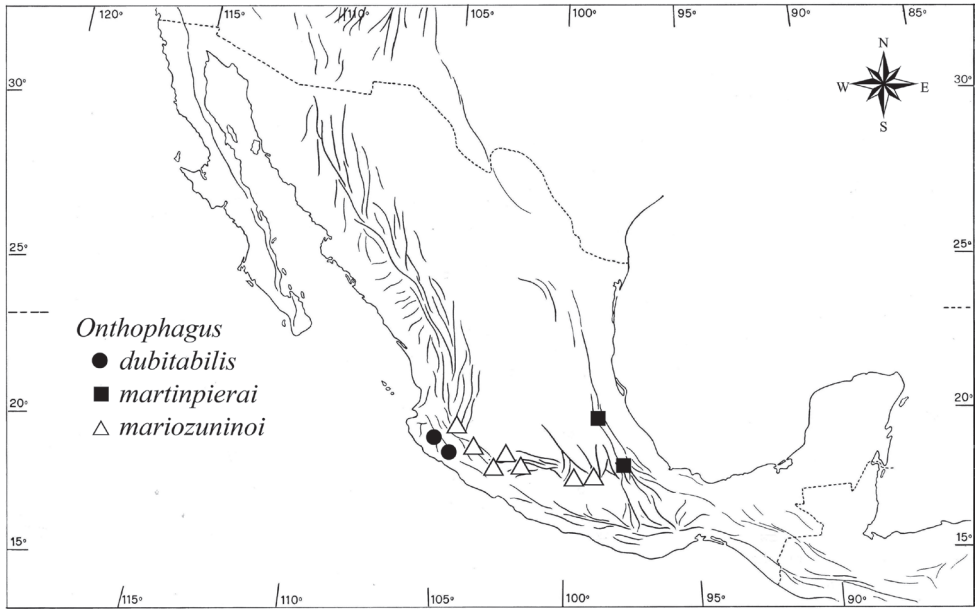 120° 115° 110° 105° 100° 95° 90° 85°
N
W E
S
30° 30°
25° 25°
Onthophagus
dubitabilis
martinpierai
mariozuninoi
20° 20°
15° 15°
115° 110° 105° 100° 95° 90°